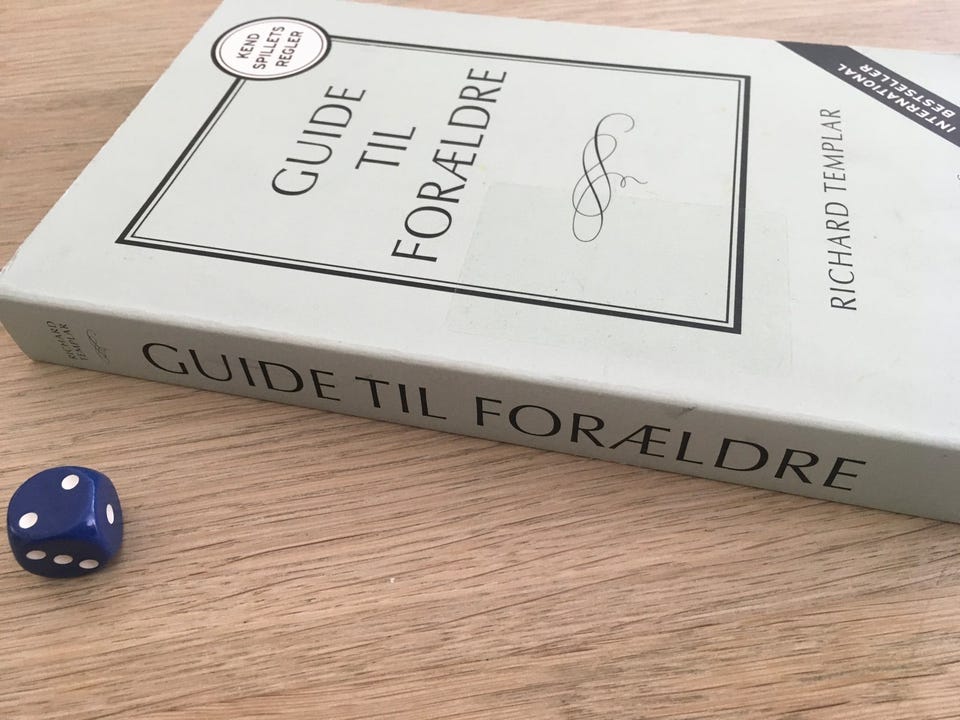 KEND
SPILLETS
REGLER
GUIDE
TIL
FORÆLDRE
RICHARD TEMPLAR
INTERNATIONAL
BESTSELLER
RICHARD
TEMPLAR
GUIDE TIL FORÆLDRE